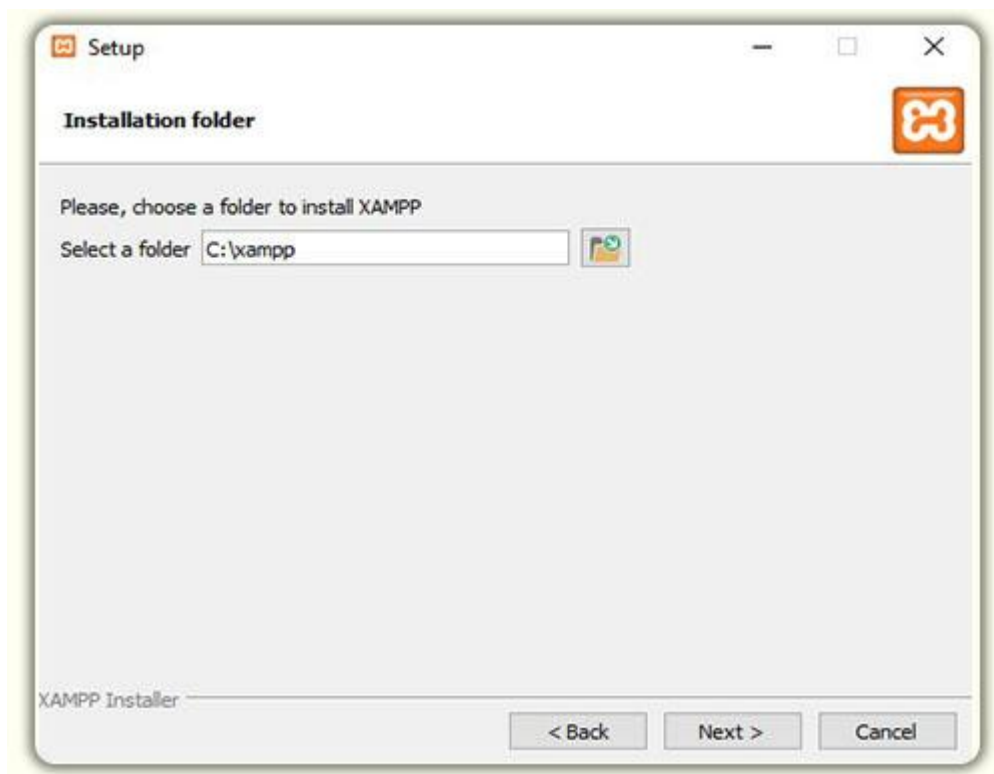 Setup
Installation folder
Please, choose a folder to install XAMPP
Select a folder C:\xampp
XAMPP Installer
< Back Next > Cancel